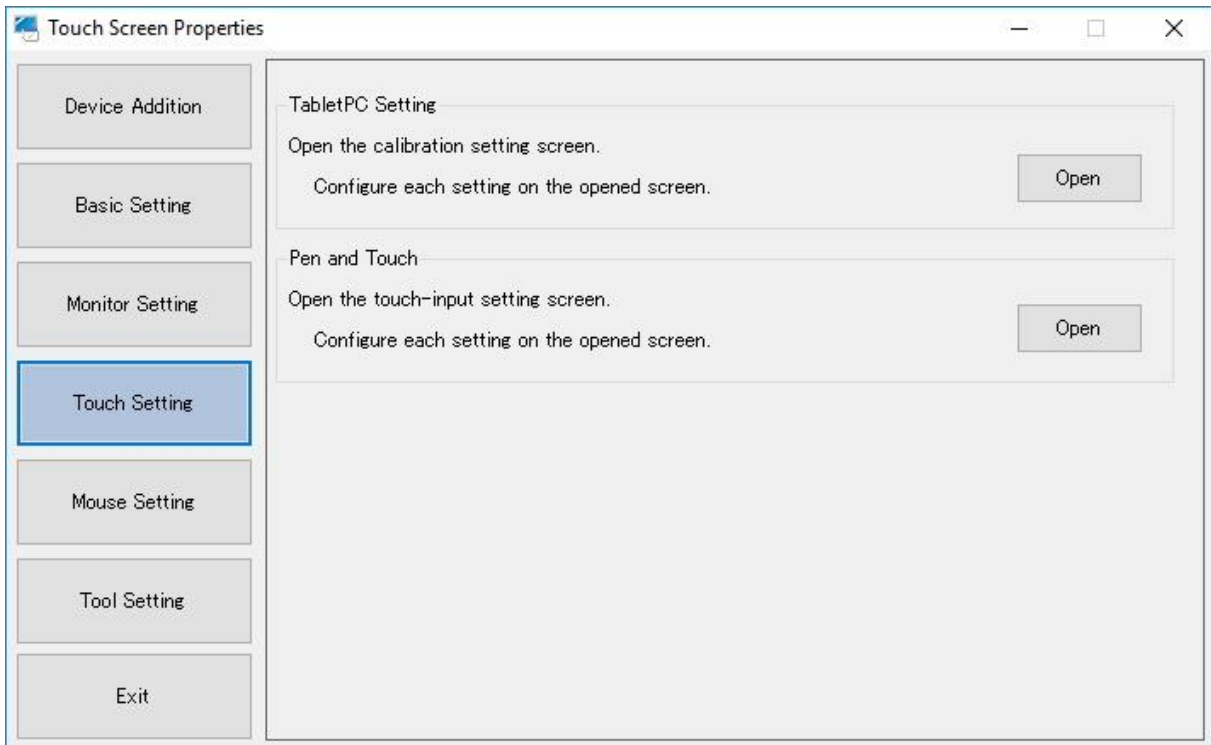 Touch Screen Properties
Device Addition
Basic Setting
Monitor Setting
Touch Setting
Mouse Setting
Tool Setting
Exit
TabletPC Setting
Open the calibration setting screen.
Configure each setting on the opened screen.
Open
Pen and Touch
Open the touch-input setting screen.
Configure each setting on the opened screen.
Open